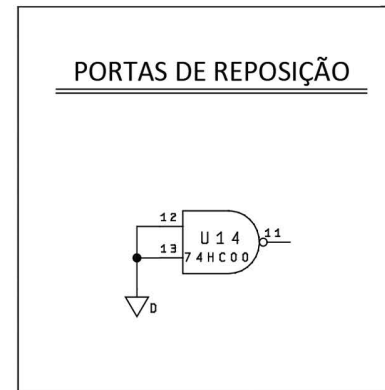 PORTAS DE REPOSIÇÃO
12
U14
11
13
74HC00
D